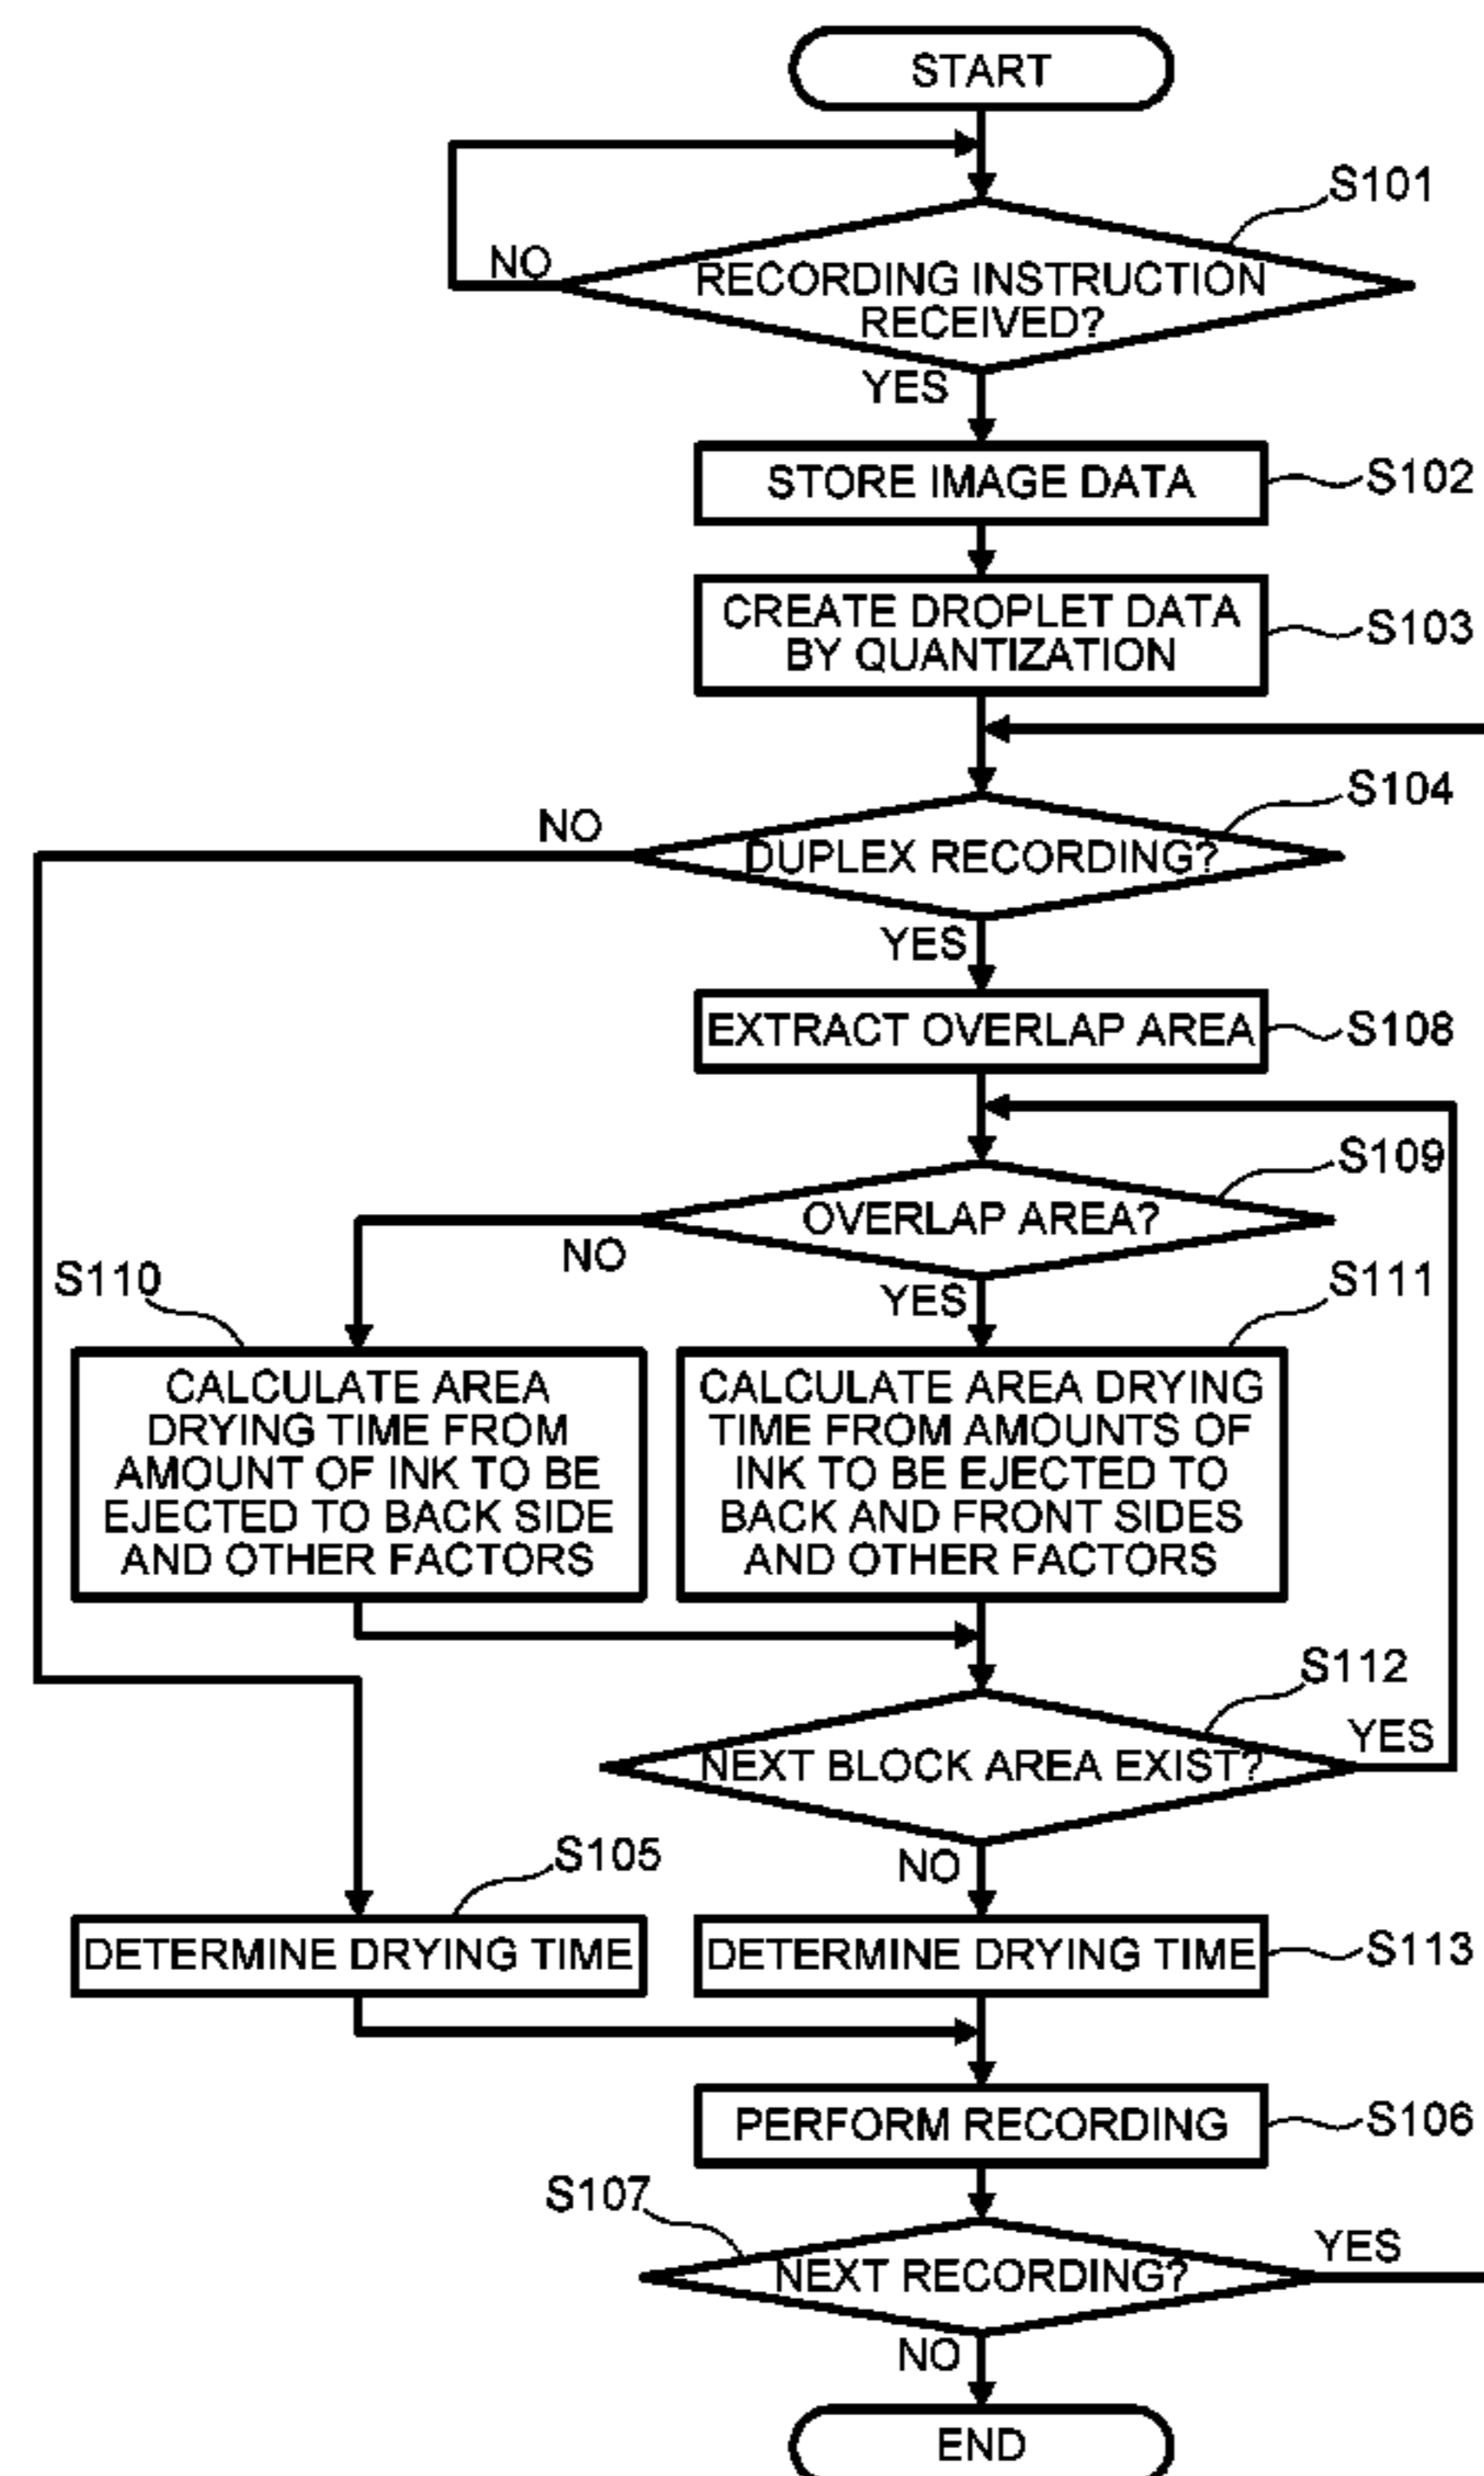 START
S101
NO
RECORDING INSTRUCTION
RECEIVED?
YES
STORE IMAGE DATA
S102
CREATE DROPLET DATA
BY QUANTIZATION
S103
S104
NO
DUPLEX RECORDING?
YES
EXTRACT OVERLAP AREA
S108
S109
OVERLAP AREA?
NO
YES
S110
S111
CALCULATE AREA
DRYING TIME FROM
AMOUNT OF INK TO BE
EJECTED TO BACK SIDE
AND OTHER FACTORS
CALCULATE AREA DRYING
TIME FROM AMOUNTS OF
INK TO BE EJECTED TO
BACK AND FRONT SIDES
AND OTHER FACTORS
S112
NEXT BLOCK AREA EXIST?
YES
NO
S105
DETERMINE DRYING TIME
DETERMINE DRYING TIME
S113
PERFORM RECORDING
S106
S107
NEXT RECORDING?
YES
NO
END